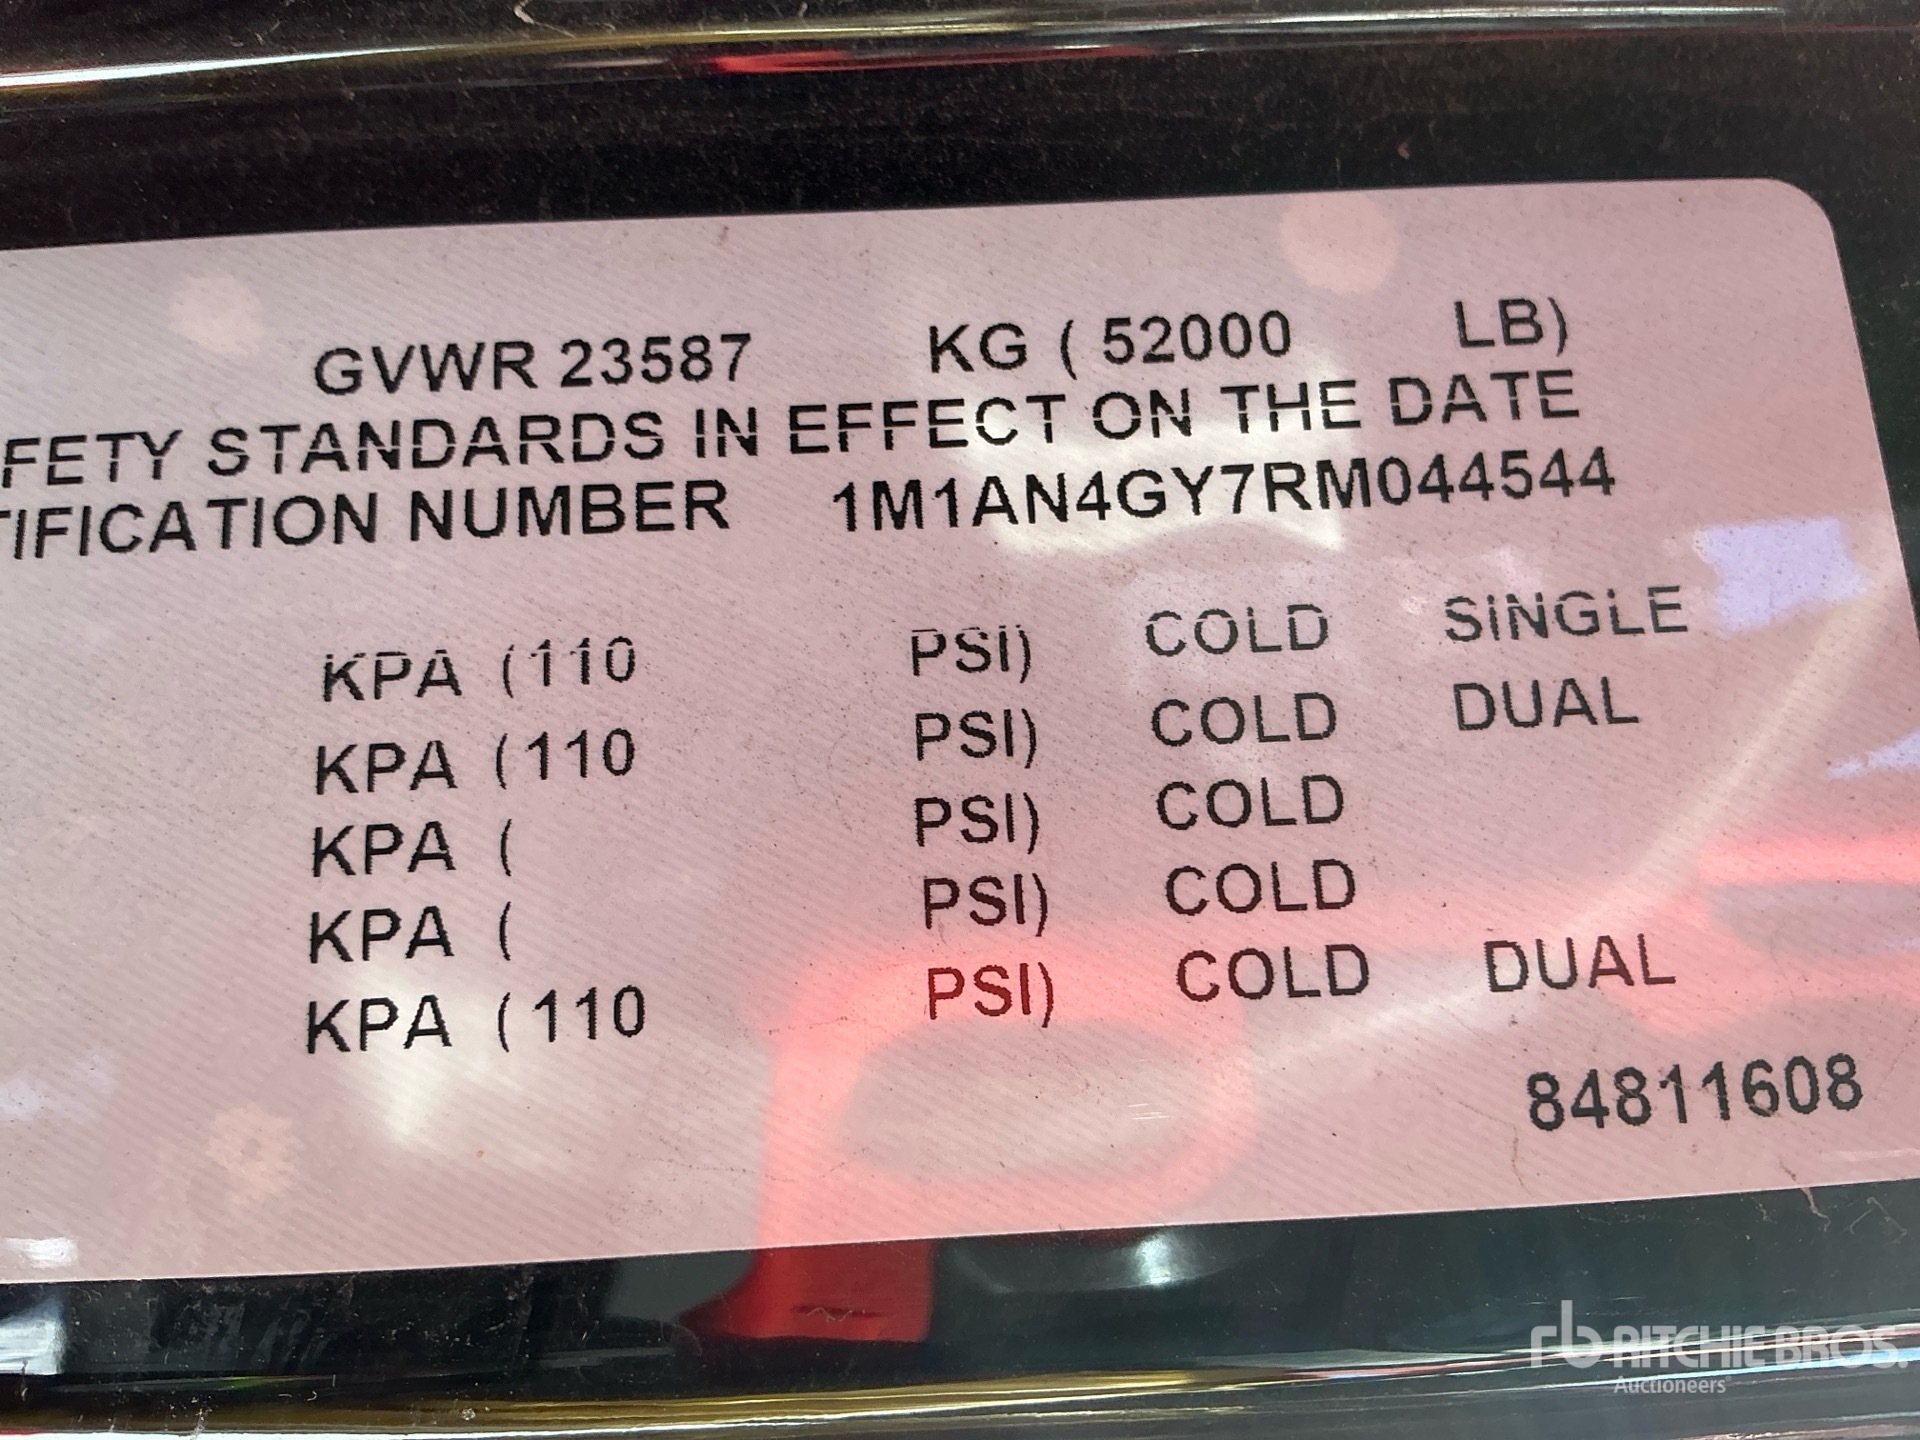 GVWR 23587 KG ( 52000 LB)
FETY STANDARDS IN EFFECT ON THE DATE
TIFICATION NUMBER 1M1AN4GY7RM044544
KPA (110 PSI) COLD SINGLE
KPA (110 PSI) COLD DUAL
KPA ( PSI) COLD
KPA ( PSI) COLD
KPA (110 PSI) COLD DUAL
84811608
rb RITCHIE BROS.
Auctioneers